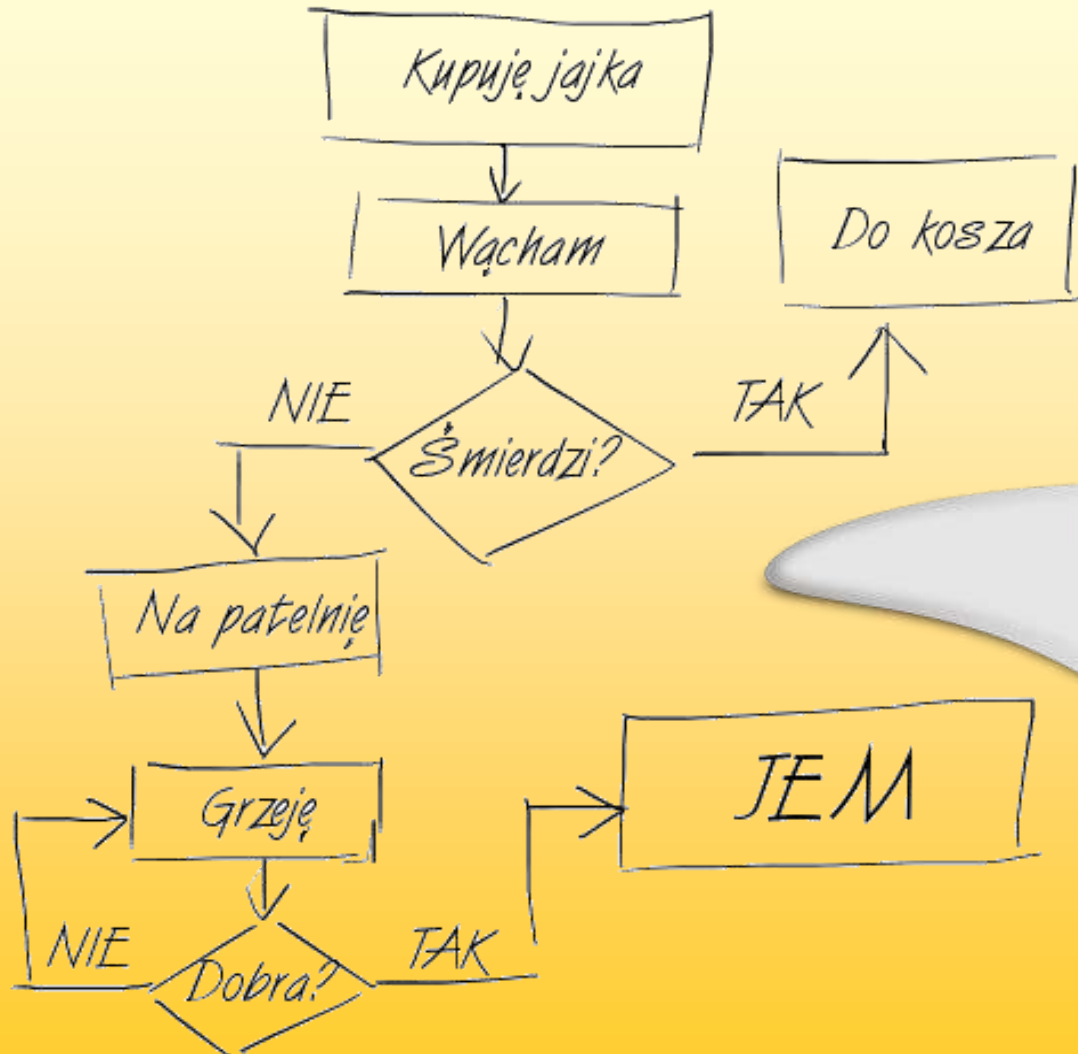 Kupuję jajka
Wącham
Do kosza
NIE
TAK
Śmierdzi?
Na patelnię
Grzeję
JEM
NIE
TAK
Dobra?